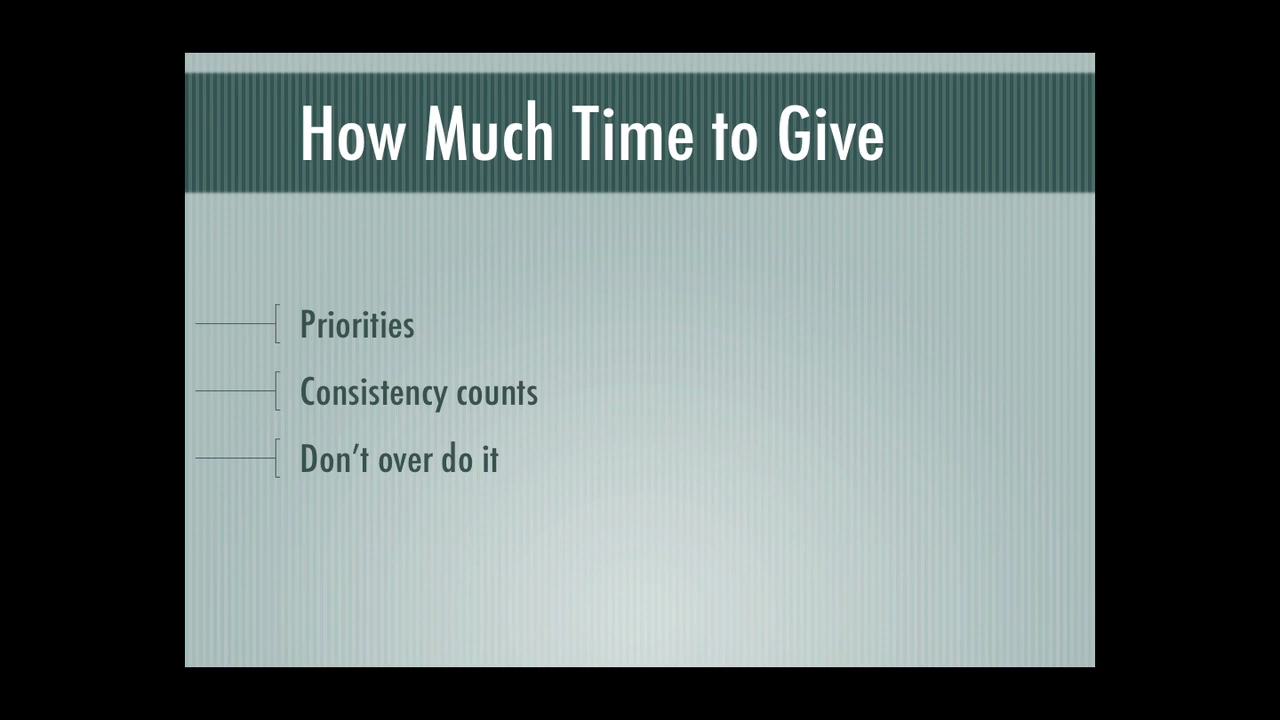 How Much Time to Give
Priorities
Consistency counts
Don’t over do it